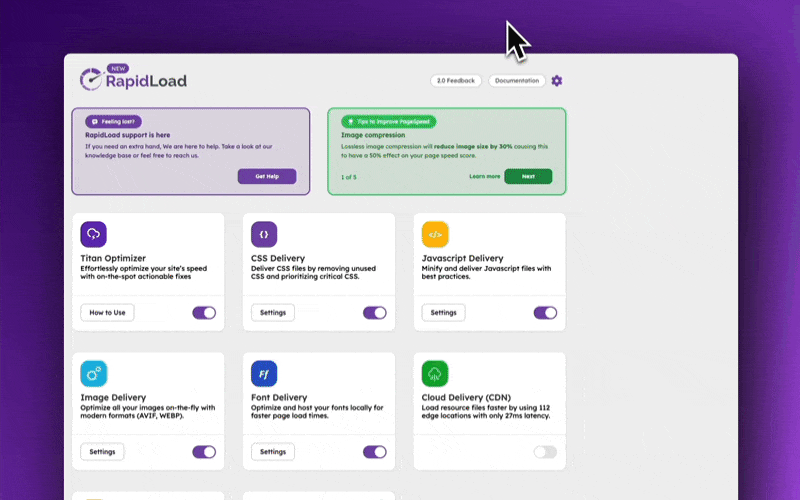 NEW
RapidLoad
2.0 Feedback
Documentation
Feeling lost?
RapidLoad support is here
If you need an extra hand, We are here to help. Take a look at our
knowledge base or feel free to reach us.
Get Help
Tips to improve PageSpeed
Image compression
Lossless image compression will reduce image size by 30% causing this
to have a 50% effect on your page speed score.
1 of 5
Learn more
Next
Titan Optimizer
Effortlessly optimize your site's speed
with on-the-spot actionable fixes
How to Use
{}
CSS Delivery
Deliver CSS files by removing unused
CSS and prioritizing critical CSS.
Settings
</>
Javascript Delivery
Minify and deliver Javascript files with
best practices.
Settings
Image Delivery
Optimize all your images on-the-fly with
modern formats (AVIF, WEBP).
Settings
Ff
Font Delivery
Optimize and host your fonts locally for
faster page load times.
Settings
Cloud Delivery (CDN)
Load resource files faster by using 112
edge locations with only 27ms latency.